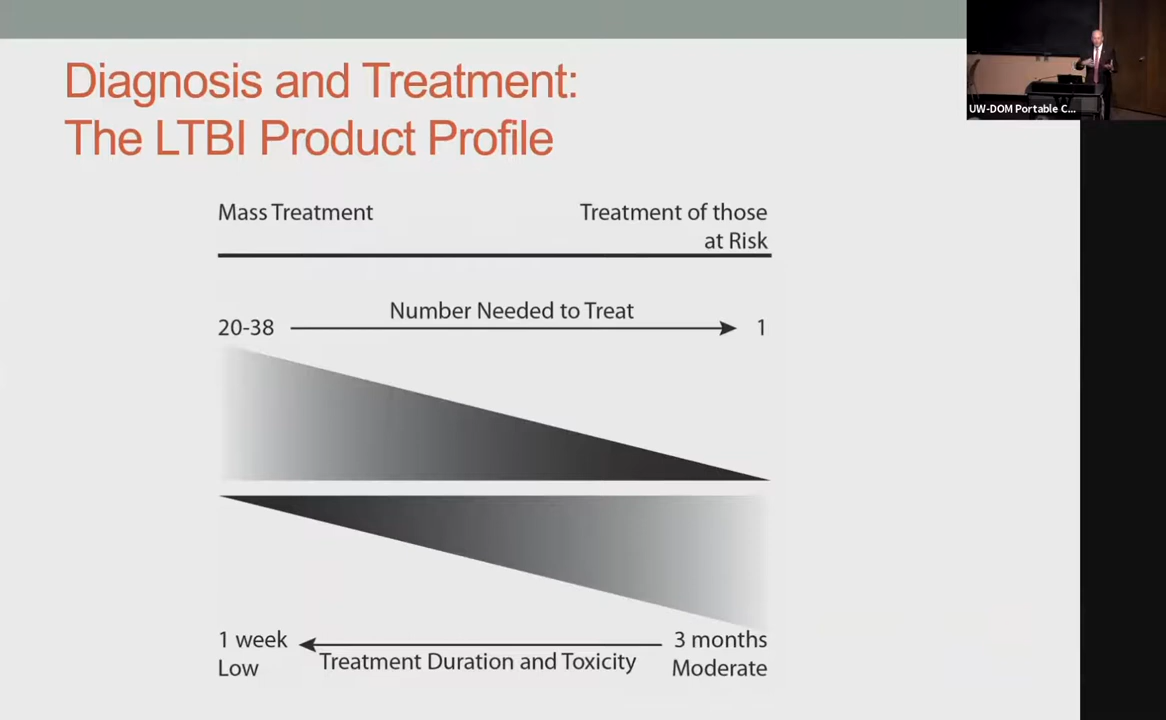 Diagnosis and Treatment:
The LTBI Product Profile
UW-DOM Portable C...
Mass Treatment
Treatment of those
at Risk
Number Needed to Treat
20-38
1
1 week
Low
Treatment Duration and Toxicity
3 months
Moderate